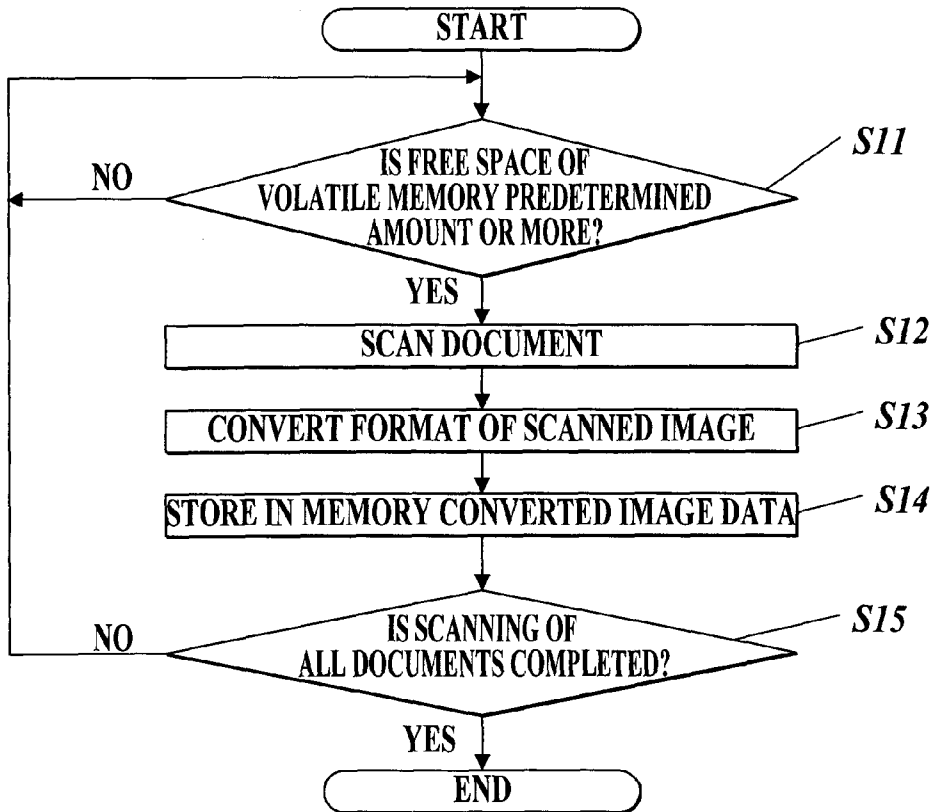 START
IS FREE SPACE OF
VOLATILE MEMORY PREDETERMINED
AMOUNT OR MORE?
S11
NO
YES
SCAN DOCUMENT
S12
CONVERT FORMAT OF SCANNED IMAGE
S13
STORE IN MEMORY CONVERTED IMAGE DATA
S14
IS SCANNING OF
ALL DOCUMENTS COMPLETED?
S15
NO
YES
END